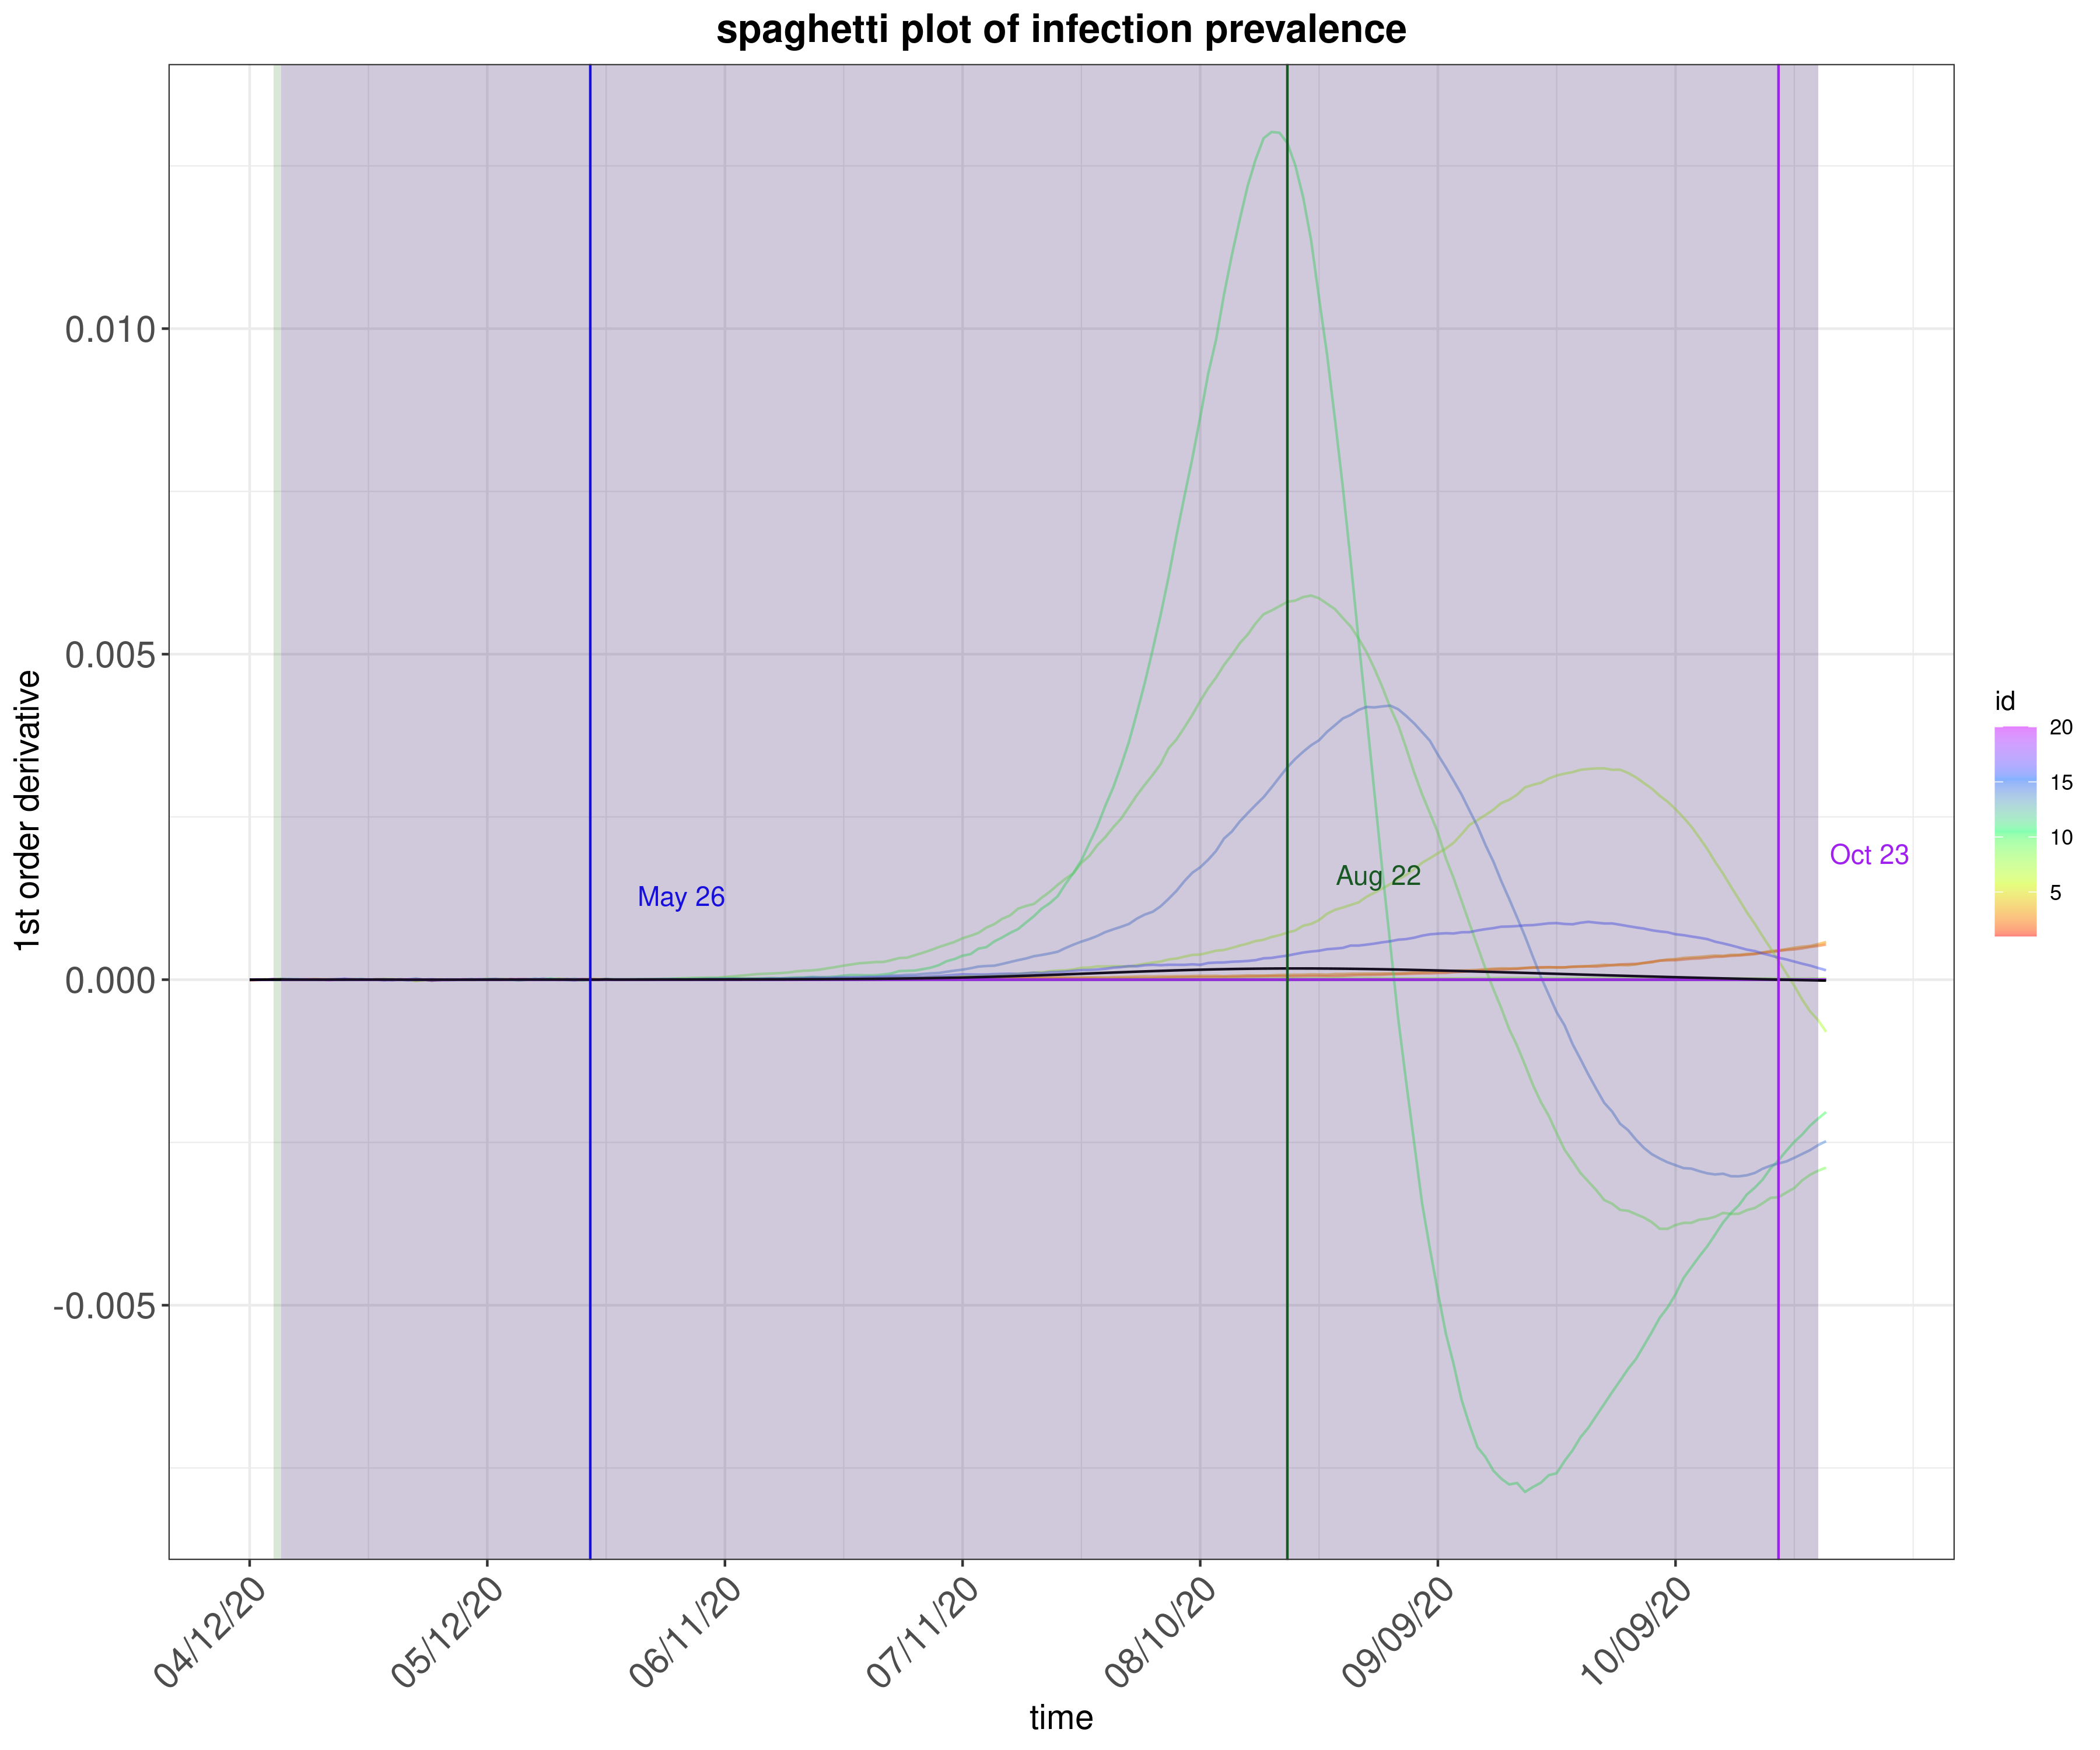 spaghetti plot of infection prevalence
1st order derivative
0.010
0.005
0.000
-0.005
May 26
Aug 22
Oct 23
id
20
15
10
5
04/12/20
05/12/20
06/11/20
07/11/20
08/10/20
09/09/20
10/09/20
time